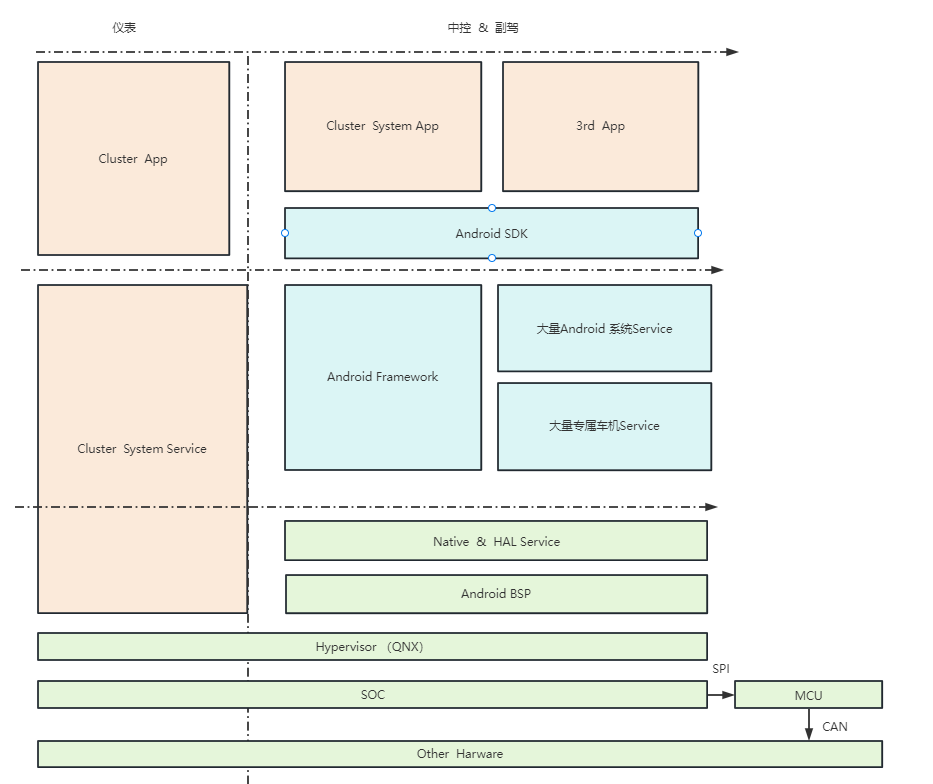 仪表
中控 & 副驾
Cluster App
Cluster System App
3rd App
Android SDK
Cluster System Service
Android Framework
大量Android 系统Service
大量专属车机Service
Native & HAL Service
Android BSP
Hypervisor （QNX）
SPI
SOC
MCU
CAN
Other Harware